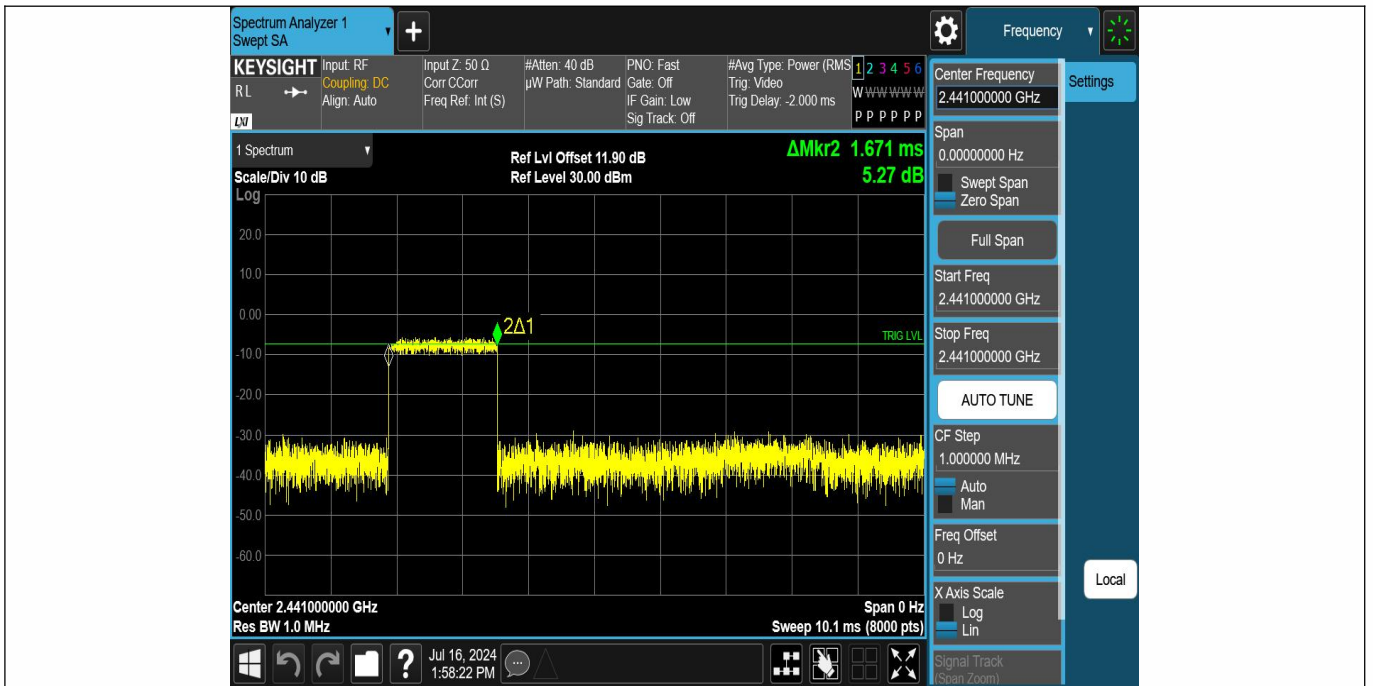 Spectrum Analyzer 1
Swept SA
Frequency
KEYSIGHT
RL
LXI
Input: RF
Coupling: DC
Align: Auto
Input Z: 50 Ω
Corr CCorr
Freq Ref: Int (S)
#Atten: 40 dB
µW Path: Standard
PNO: Fast
Gate: Off
IF Gain: Low
Sig Track: Off
#Avg Type: Power (RMS
Trig: Video
Trig Delay: -2.000 ms
1 2 3 4 5 6
W W W W W W
P P P P P P
1 Spectrum
Scale/Div 10 dB
Log
Ref Lvl Offset 11.90 dB
Ref Level 30.00 dBm
ΔMkr2 1.671 ms
5.27 dB
20.0
10.0
0.00
-10.0
-20.0
-30.0
-40.0
-50.0
-60.0
2Δ1
TRIG LVL
Center 2.441000000 GHz
Res BW 1.0 MHz
Span 0 Hz
Sweep 10.1 ms (8000 pts)
Jul 16, 2024
1:58:22 PM
Center Frequency
2.441000000 GHz
Settings
Span
0.00000000 Hz
Swept Span
Zero Span
Full Span
Start Freq
2.441000000 GHz
Stop Freq
2.441000000 GHz
AUTO TUNE
CF Step
1.000000 MHz
Auto
Man
Freq Offset
0 Hz
X Axis Scale
Log
Lin
Local
Signal Track
(Span Zoom)